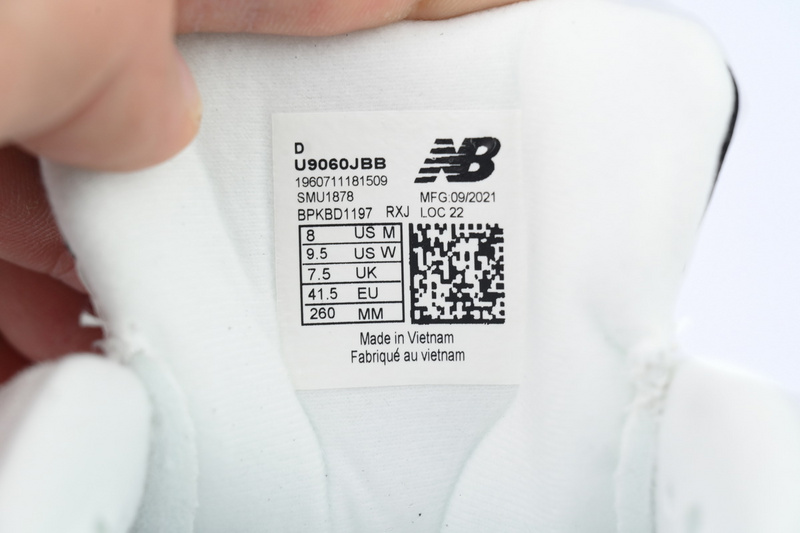 D
U9060JBB
NB
1960711181509
SMU1878 MFG:09/2021
BPKBD1197 RXJ LOC 22
8 US M
9.5 US W
7.5 UK
41.5 EU
260 MM
Made in Vietnam
Fabriqué au vietnam